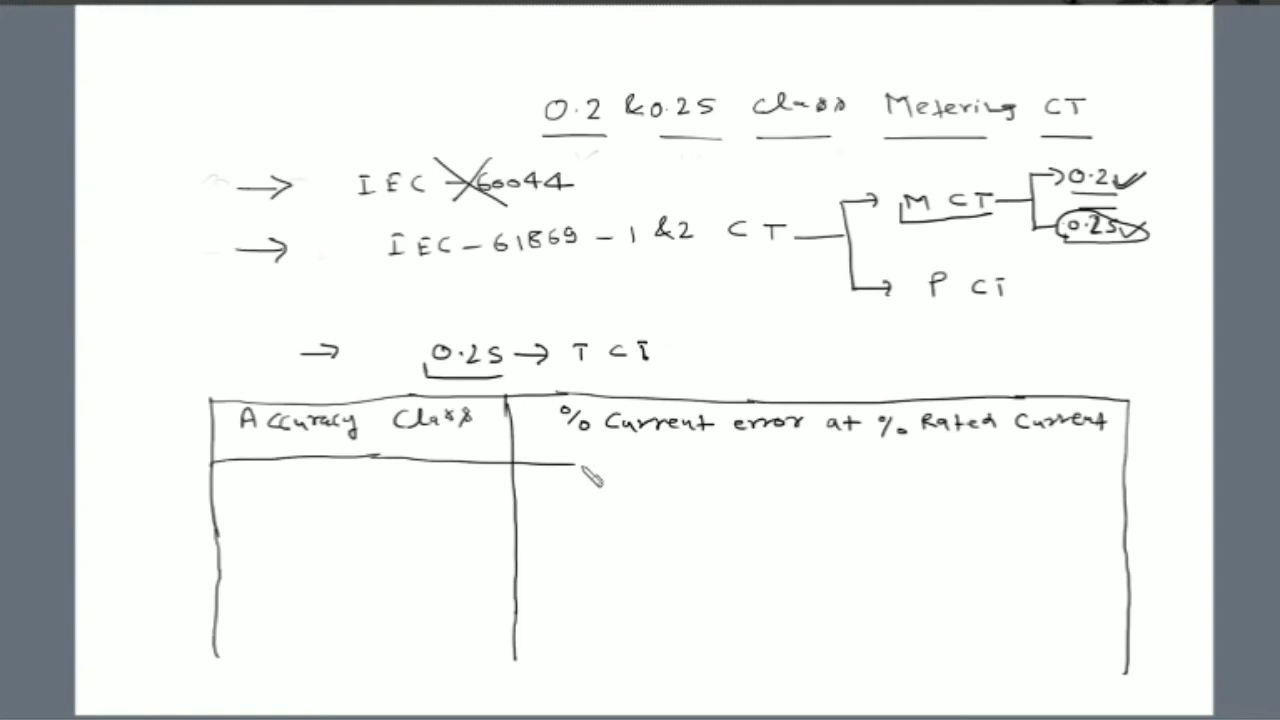 0.2 & 0.2S Class Metering CT
→ IEC - 60044
→ IEC - 61869 - 1 & 2 CT → M CT → 0.2 ✓
→ 0.2S ✓
→ P CT
→ 0.2S → T CT
Accuracy Class
% Current error at % Rated Current